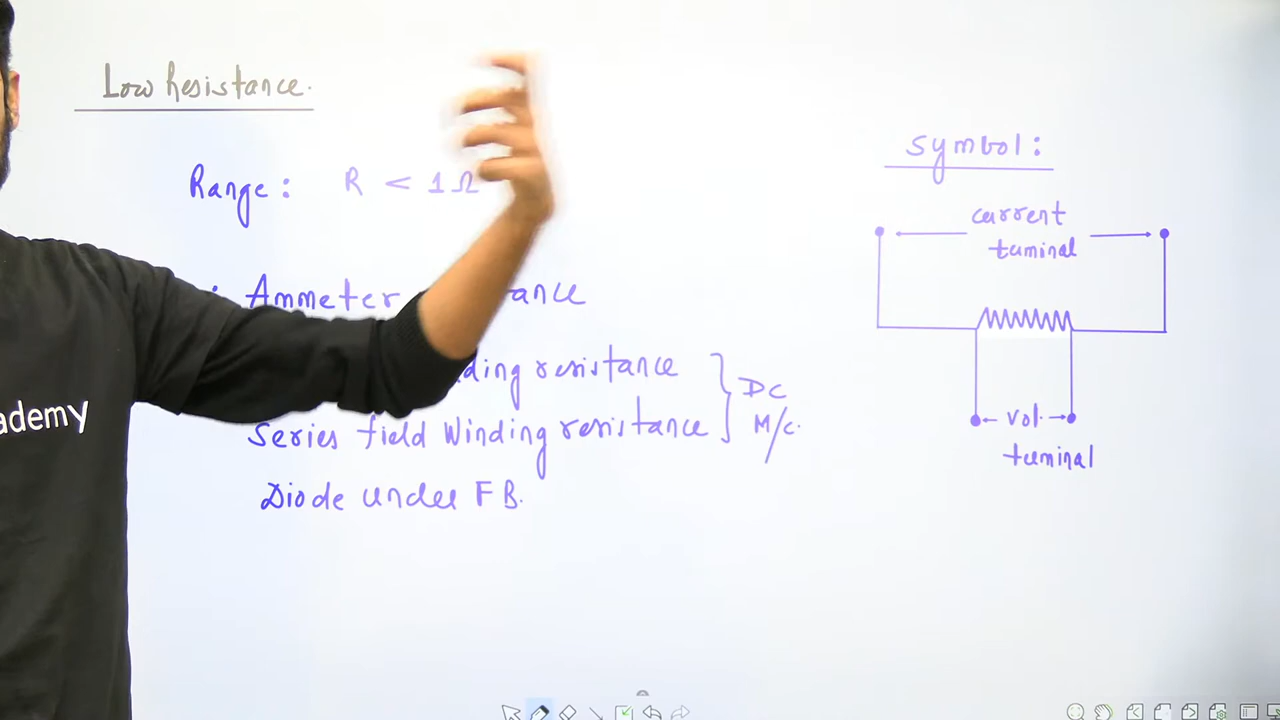 Low Resistance.
Range: R < 1Ω
Ammeter
ding resistance
Series field Winding resistance
DC
M/c.
Diode under FB.
Symbol:
current
terminal
vol.
terminal
ademy